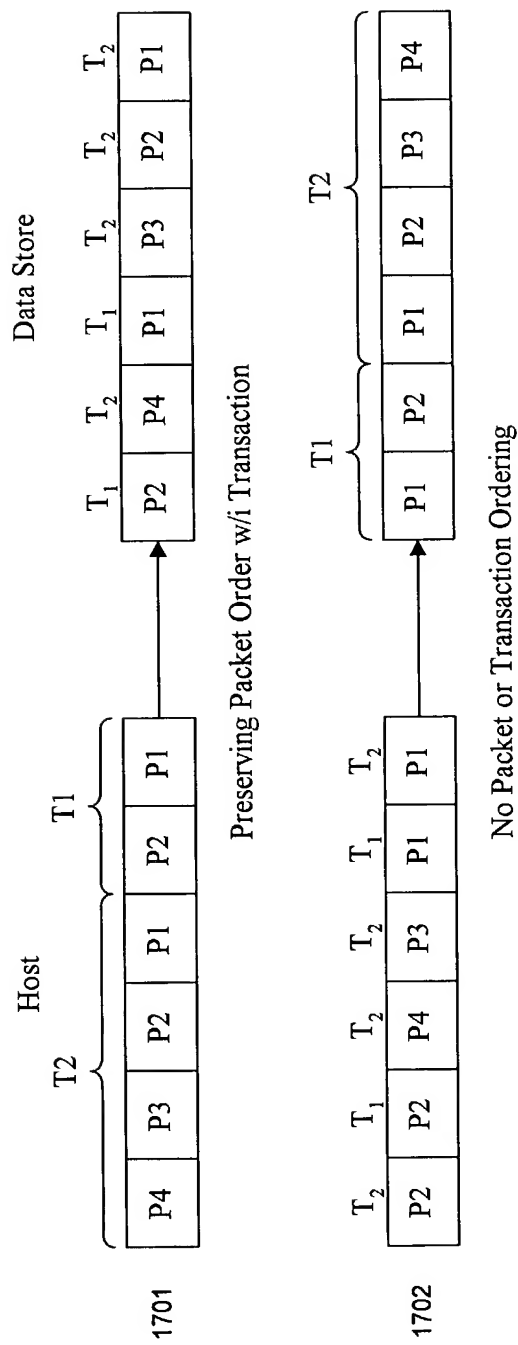 Host
Data Store
T2
T1
T₁ T₂ T₁ T₂ T₂ T₂
1701
P4 P3 P2 P1 P2 P1
P2 P4 P1 P3 P2 P1
Preserving Packet Order w/i Transaction
T₂ T₁ T₂ T₂ T₁ T₂
T1
T2
1702
P2 P2 P4 P3 P1 P1
P1 P2 P1 P2 P3 P4
No Packet or Transaction Ordering